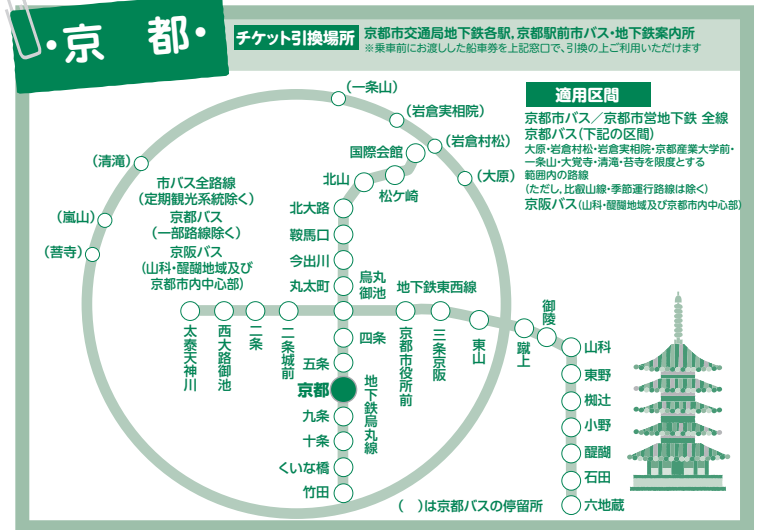 ・京 都・
チケット引換場所
京都市交通局地下鉄各駅，京都駅前市バス・地下鉄案内所
※乗車前にお渡しした船車券を上記窓口で、引換の上ご利用いただけます
適用区間
京都市バス／京都市営地下鉄 全線
京都バス（下記の区間）
大原・岩倉村松・岩倉実相院・京都産業大学前・
一条山・大覚寺・清滝・苔寺を限度とする
範囲内の路線
（ただし，比叡山線・季節運行路線は除く）
京阪バス（山科・醍醐地域及び京都市内中心部）
（一条山）
（岩倉実相院）
（岩倉村松）
（大原）
（清滝）
（嵐山）
（菩寺）
市バス全路線
（定期観光系統除く）
京都バス
（一部路線除く）
京阪バス
（山科・醍醐地域及び
京都市内中心部）
国際会館
松ケ崎
北山
北大路
鞍馬口
今出川
丸太町
烏丸
御池
地下鉄東西線
太秦天神川
西大路御池
二条
二条城前
京都市役所前
三条京阪
東山
蹴上
御陵
山科
東野
椥辻
小野
醍醐
石田
六地蔵
四条
五条
京都
地下鉄烏丸線
九条
十条
くいな橋
竹田
（　）は京都バスの停留所